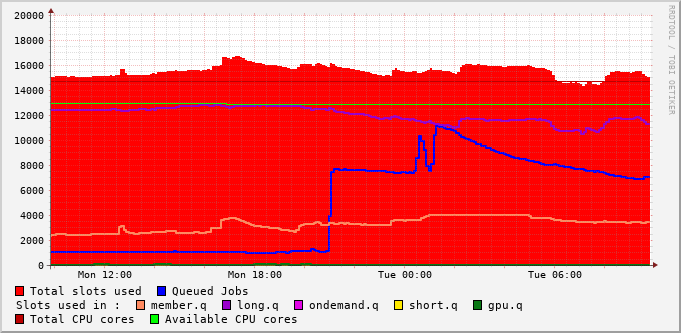 20000
18000
16000
14000
12000
10000
8000
6000
4000
2000
0
Mon 12:00 Mon 18:00 Tue 00:00 Tue 06:00
Total slots used Queued Jobs
Slots used in : member.q long.q ondemand.q short.q gpu.q
Total CPU cores Available CPU cores
RRDTOOL / TOBI OETIKER